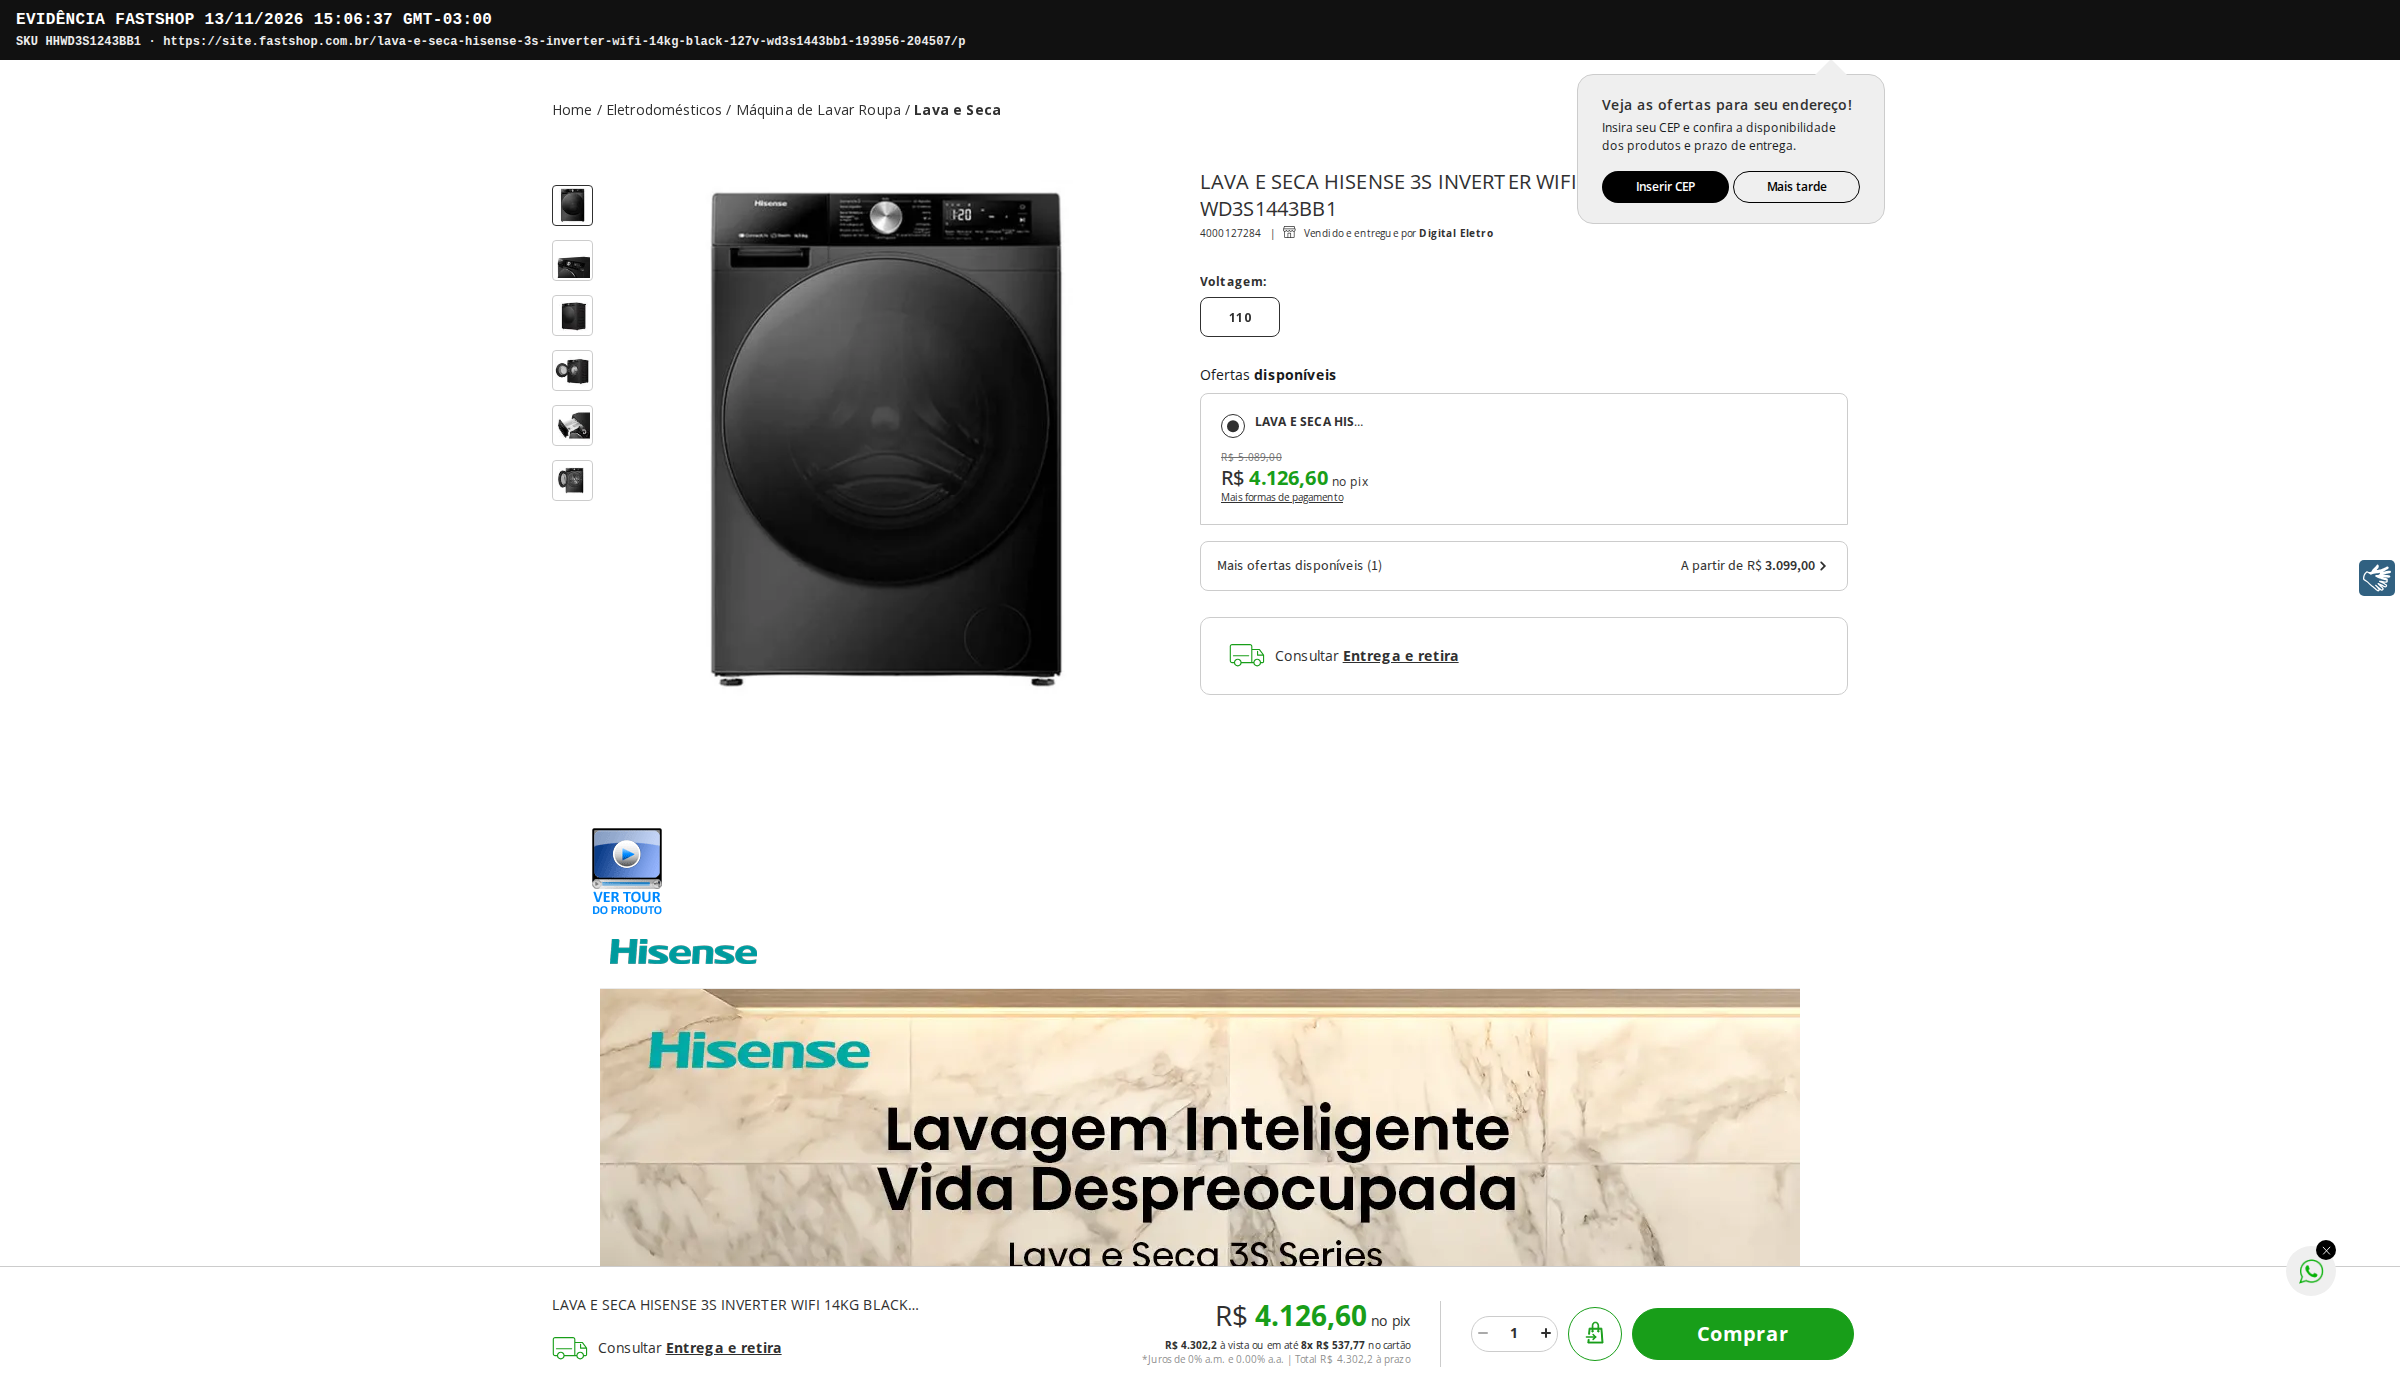 EVIDÊNCIA FASTSHOP 13/11/2026 15:06:37 GMT-03:00
SKU HHWD3S1243BB1 · https://site.fastshop.com.br/lava-e-seca-hisense-3s-inverter-wifi-14kg-black-127v-wd3s1443bb1-193956-204507/p
Home / Eletrodomésticos / Máquina de Lavar Roupa / Lava e Seca
Veja as ofertas para seu endereço!
Insira seu CEP e confira a disponibilidade
dos produtos e prazo de entrega.
Inserir CEP
Mais tarde
LAVA E SECA HISENSE 3S INVERTER WIFI
WD3S1443BB1
4000127284 | Vendido e entregue por Digital Eletro
Hisense
1:20
Voltagem:
110
Ofertas disponíveis
LAVA E SECA HIS...
R$ 5.089,00
R$ 4.126,60 no pix
Mais formas de pagamento
Mais ofertas disponíveis (1)
A partir de R$ 3.099,00
Consultar Entrega e retira
VER TOUR
DO PRODUTO
Hisense
Hisense
Lavagem Inteligente
Vida Despreocupada
Lava e Seca 3S Series
LAVA E SECA HISENSE 3S INVERTER WIFI 14KG BLACK...
Consultar Entrega e retira
R$ 4.126,60 no pix
R$ 4.302,2 à vista ou em até 8x R$ 537,77 no cartão
*Juros de 0% a.m. e 0.00% a.a. | Total R$ 4.302,2 à prazo
1
Comprar